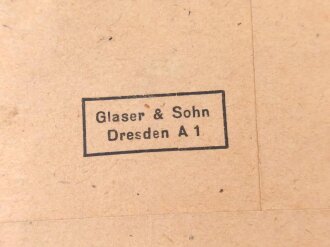 Glaser & Sohn
Dresden A 1